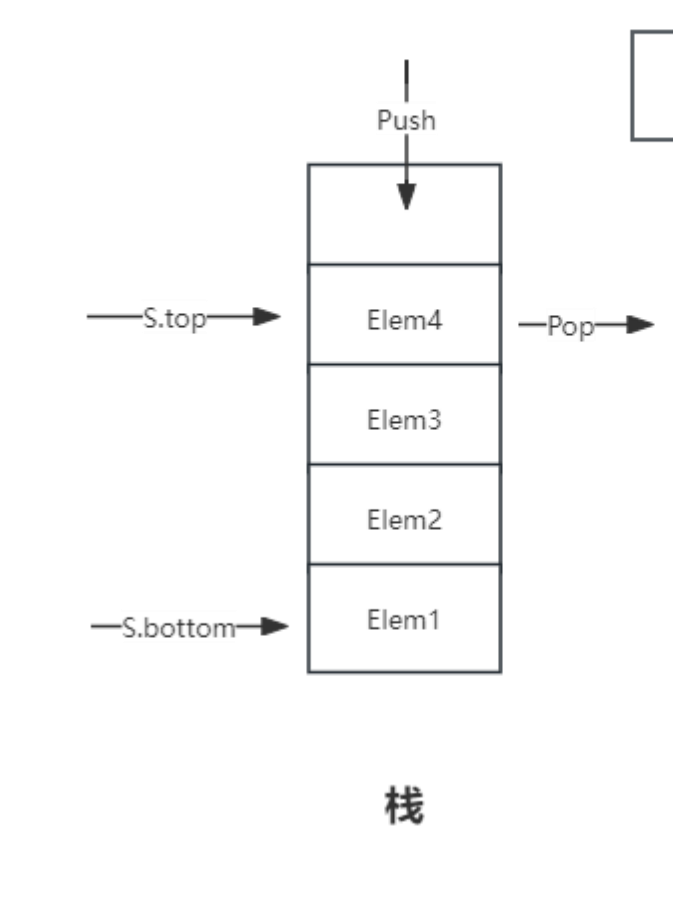 Push
S.top
Elem4
Pop
Elem3
Elem2
S.bottom
Elem1
栈